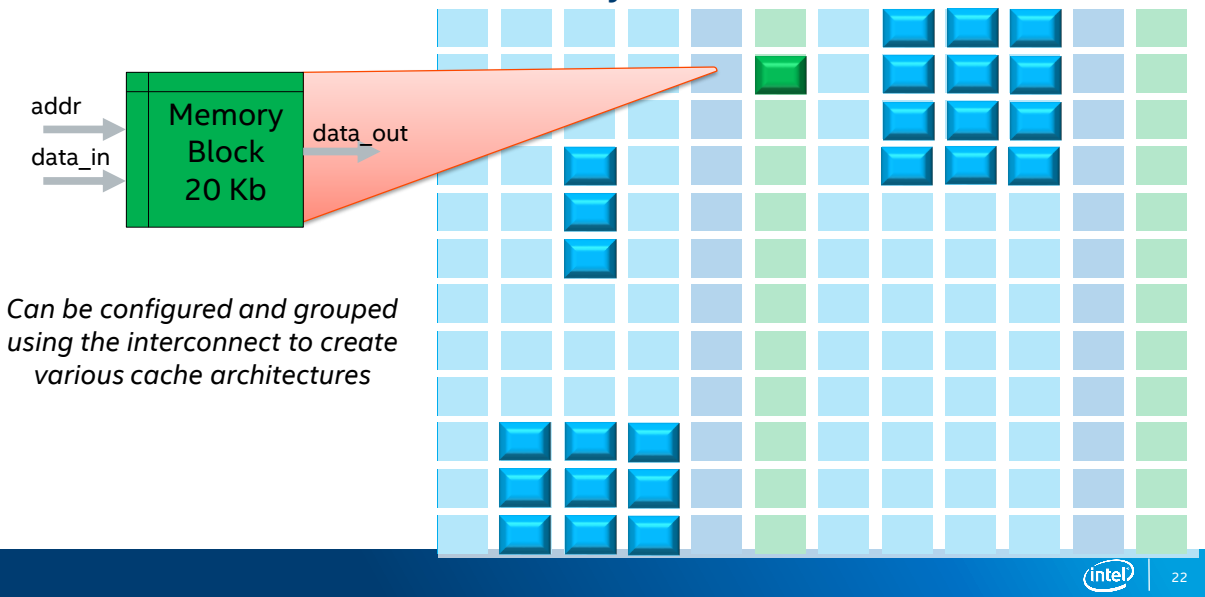 addr
data_in
Memory
Block
20 Kb
data_out
Can be configured and grouped
using the interconnect to create
various cache architectures
intel
22